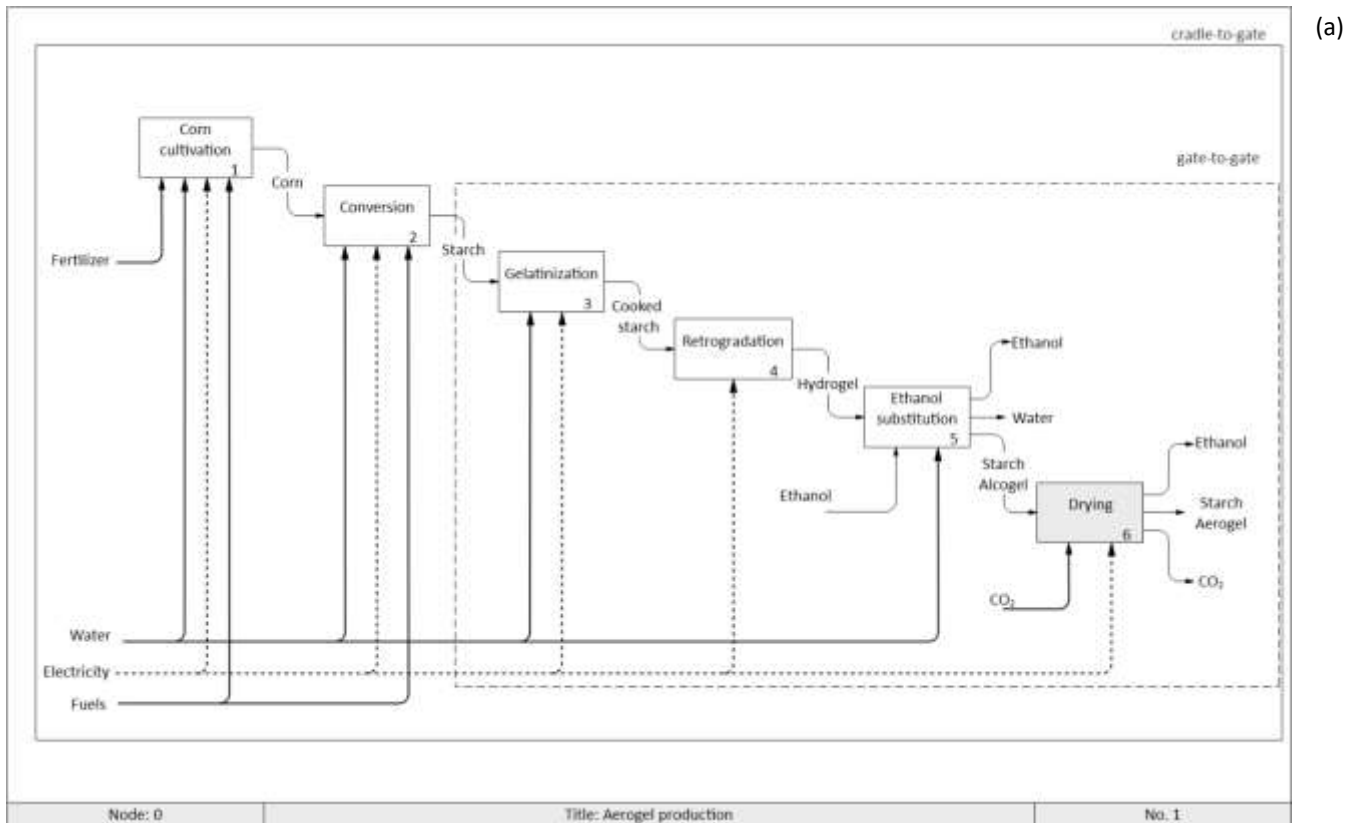 (a)
cradle-to-gate
gate-to-gate
Corn
cultivation
1
Corn
Conversion
2
Fertilizer
Starch
Gelatinization
3
Cooked
starch
Retrogradation
4
Hydrogel
Ethanol
substitution
5
Ethanol
Water
Ethanol
Starch
Alcogel
Drying
6
Ethanol
Starch
Aerogel
CO₂
CO₂
Water
Electricity
Fuels
Node: 0
Title: Aerogel production
No. 1